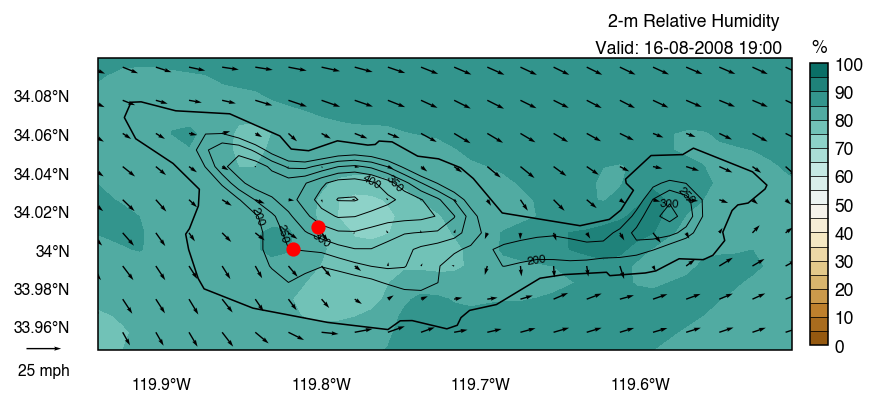 2-m Relative Humidity
Valid: 16-08-2008 19:00
%
34.08°N
34.06°N
34.04°N
34.02°N
34°N
33.98°N
33.96°N
25 mph
119.9°W
119.8°W
119.7°W
119.6°W
100
90
80
70
60
50
40
30
20
10
0
400
350
200
250
300
200
300
250